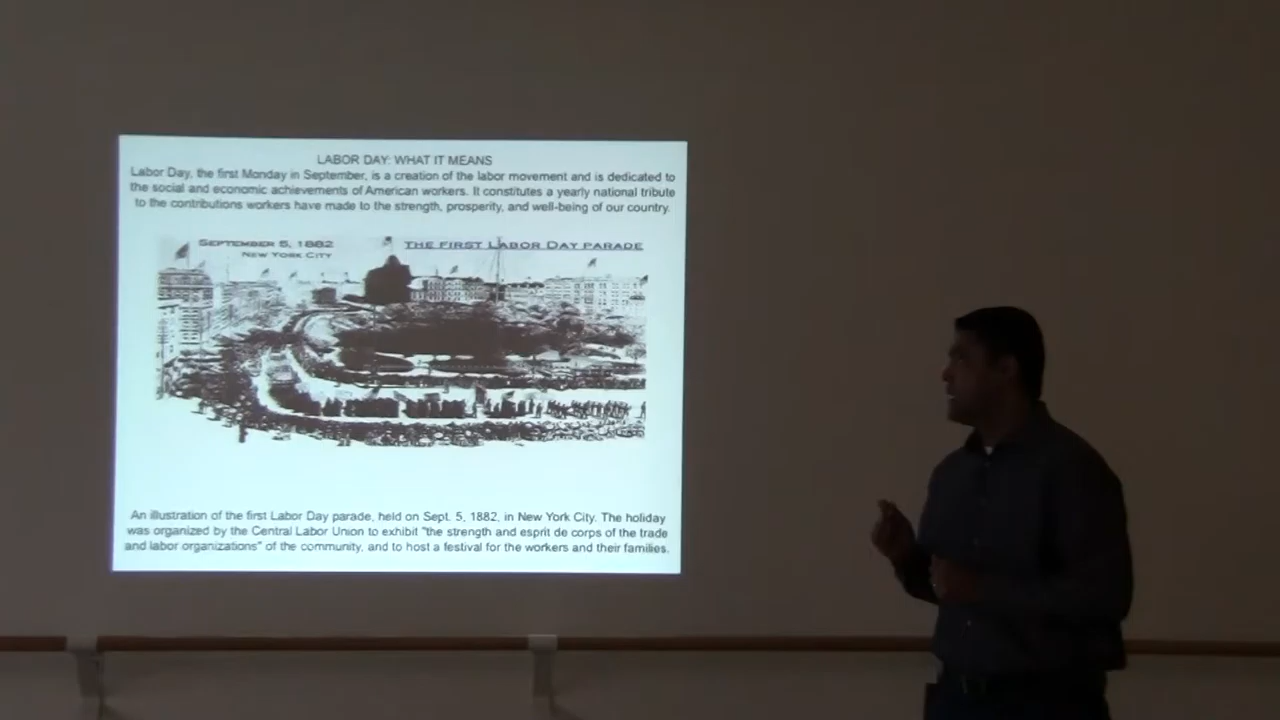 LABOR DAY: WHAT IT MEANS
Labor Day, the first Monday in September, is a creation of the labor movement and is dedicated to
the social and economic achievements of American workers. It constitutes a yearly national tribute
to the contributions workers have made to the strength, prosperity, and well-being of our country.
SEPTEMBER 5, 1882
NEW YORK CITY
THE FIRST LABOR DAY PARADE
An illustration of the first Labor Day parade, held on Sept. 5, 1882, in New York City. The holiday
was organized by the Central Labor Union to exhibit "the strength and esprit de corps of the trade
and labor organizations" of the community, and to host a festival for the workers and their families.